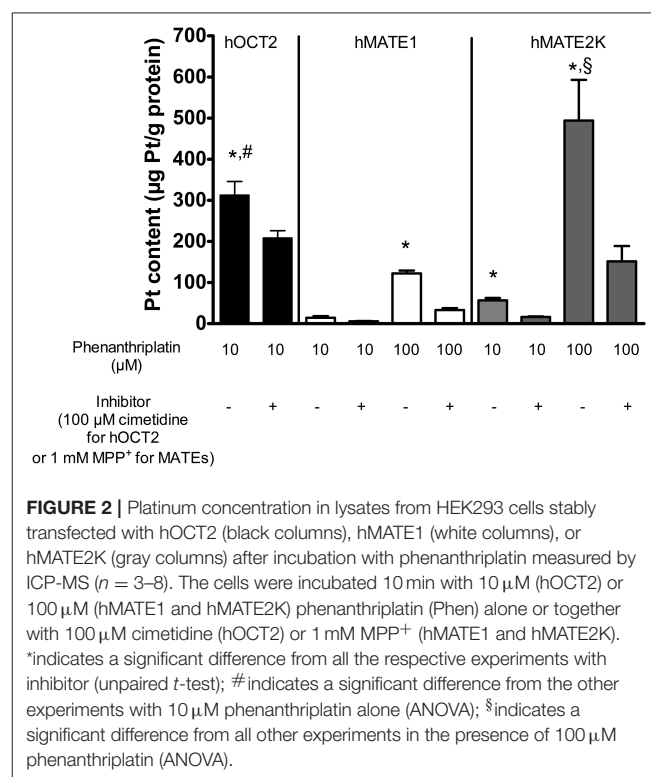 700
600
500
400
300
200
100
0
Pt content (µg Pt/g protein)
hOCT2 hMATE1 hMATE2K
*,#
*
*
*,§
Phenanthriplatin
(µM)
10 10 10 10 100 100 10 10 100 100
Inhibitor
(100 µM cimetidine
for hOCT2
or 1 mM MPP⁺ for MATEs)
- + - + - + - + - +
FIGURE 2 | Platinum concentration in lysates from HEK293 cells stably
transfected with hOCT2 (black columns), hMATE1 (white columns), or
hMATE2K (gray columns) after incubation with phenanthriplatin measured by
ICP-MS (n = 3–8). The cells were incubated 10 min with 10 µM (hOCT2) or
100 µM (hMATE1 and hMATE2K) phenanthriplatin (Phen) alone or together
with 100 µM cimetidine (hOCT2) or 1 mM MPP⁺ (hMATE1 and hMATE2K).
*indicates a significant difference from all the respective experiments with
inhibitor (unpaired t-test); #indicates a significant difference from the other
experiments with 10 µM phenanthriplatin alone (ANOVA); §indicates a
significant difference from all other experiments in the presence of 100 µM
phenanthriplatin (ANOVA).